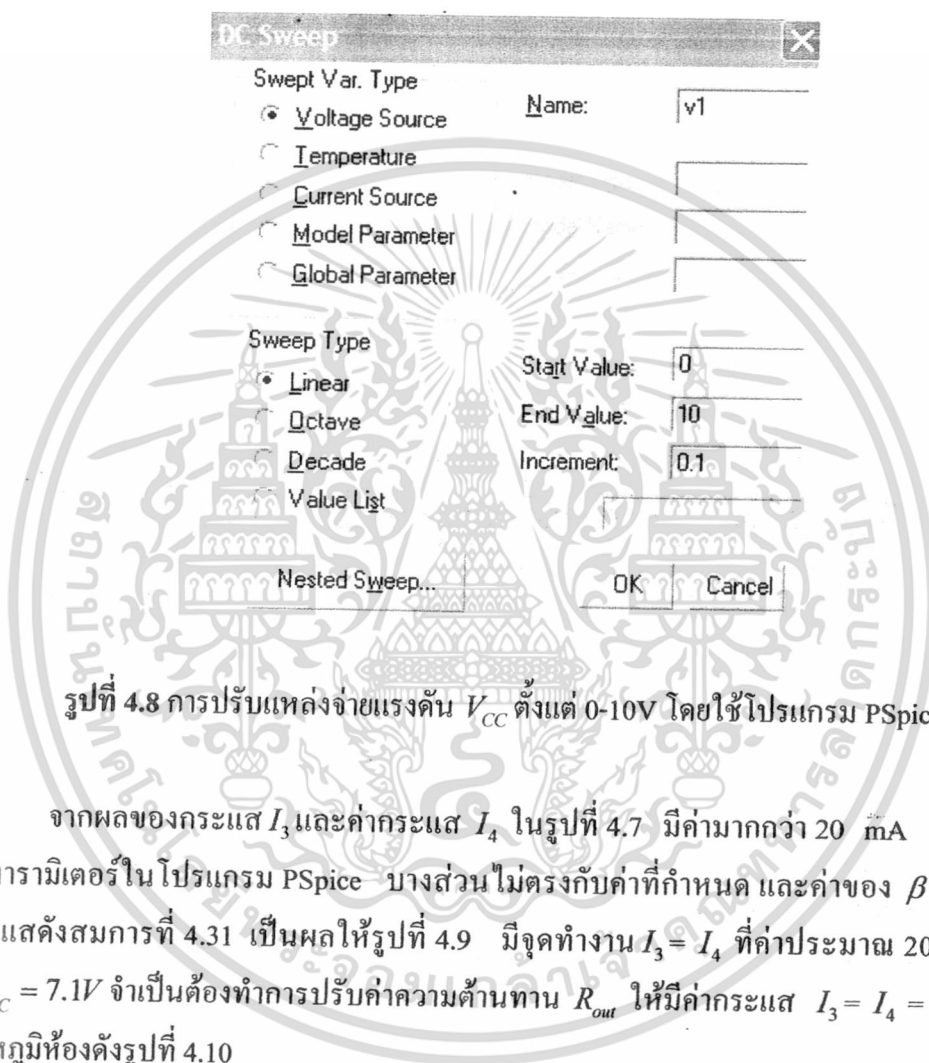 DC Sweep
Swept Var. Type
Voltage Source
Name:
v1
Temperature
Current Source
Model Parameter
Global Parameter
Sweep Type
Linear
Start Value:
0
Octave
End Value:
10
Decade
Increment:
0.1
Value List
Nested Sweep...
OK
Cancel
รูปที่ 4.8 การปรับแหล่งจ่ายแรงดัน V_CC ตั้งแต่ 0-10V โดยใช้โปรแกรม PSpic
จากผลของกระแส I_3 และค่ากระแส I_4 ในรูปที่ 4.7 มีค่ามากกว่า 20 mA
ารามิเตอร์ในโปรแกรม PSpice บางส่วนไม่ตรงกับค่าที่กำหนด และค่าของ β
แสดังสมการที่ 4.31 เป็นผลให้รูปที่ 4.9 มีจุดทำงาน I_3 = I_4 ที่ค่าประมาณ 20
_C = 7.1V จำเป็นต้องทำการปรับค่าความต้านทาน R_out ให้มีค่ากระแส I_3 = I_4 =
หภูมิห้องดังรูปที่ 4.10